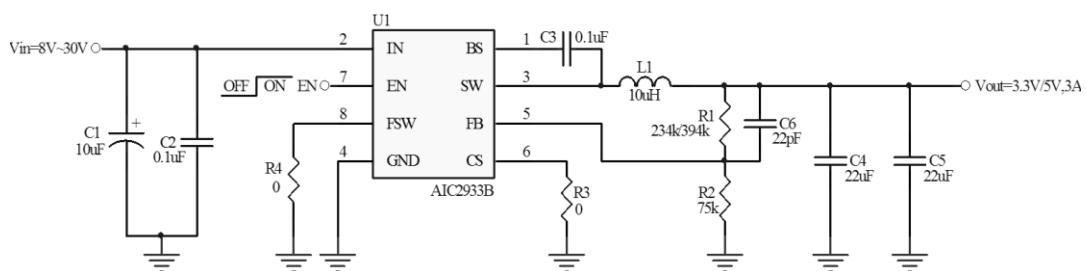 U1
Vin=8V~30V
2
IN
BS
1
C3
0.1uF
OFF
ON
EN
7
EN
SW
3
L1
10uH
Vout=3.3V/5V,3A
C1
+
10uF
C2
0.1uF
8
FSW
FB
5
R1
234k/394k
C6
22pF
R4
0
4
GND
CS
6
AIC2933B
R3
0
R2
75k
C4
22uF
C5
22uF